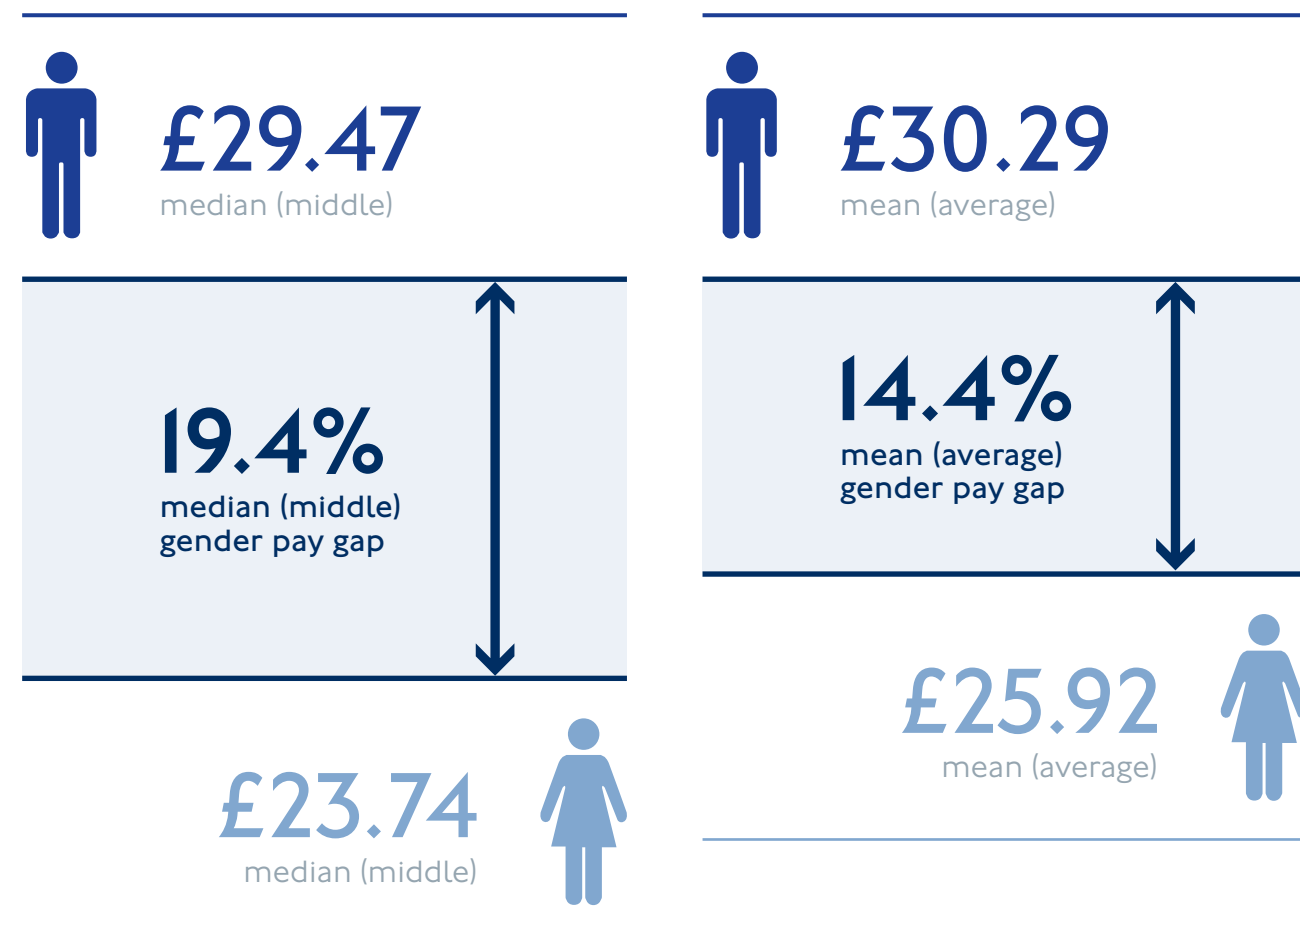 £29.47
median (middle)
19.4%
median (middle)
gender pay gap
£23.74
median (middle)
£30.29
mean (average)
14.4%
mean (average)
gender pay gap
£25.92
mean (average)